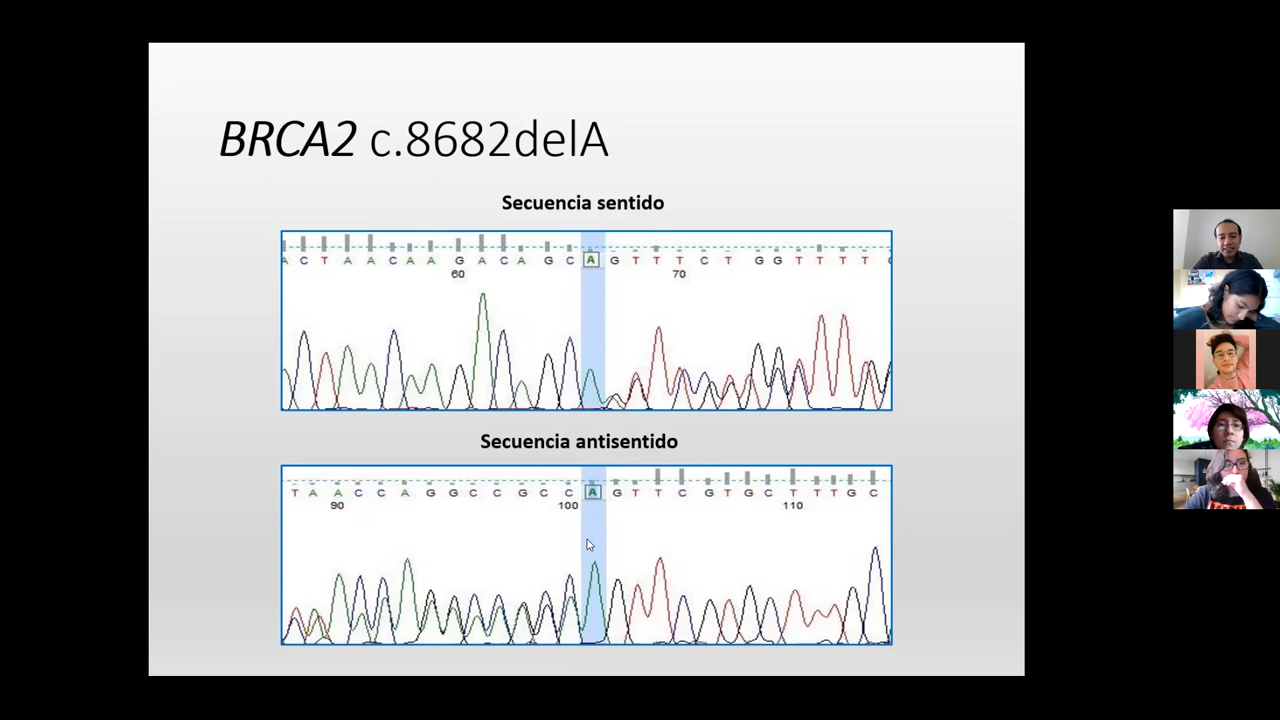 BRCA2 c.8682delA
Secuencia sentido
A C T A A C A A G A C A G C A G T T T C T G G T T T T C
60 70
Secuencia antisentido
T A A C C A G G C C G C C A G T T C G T G C T T T G C
90 100 110